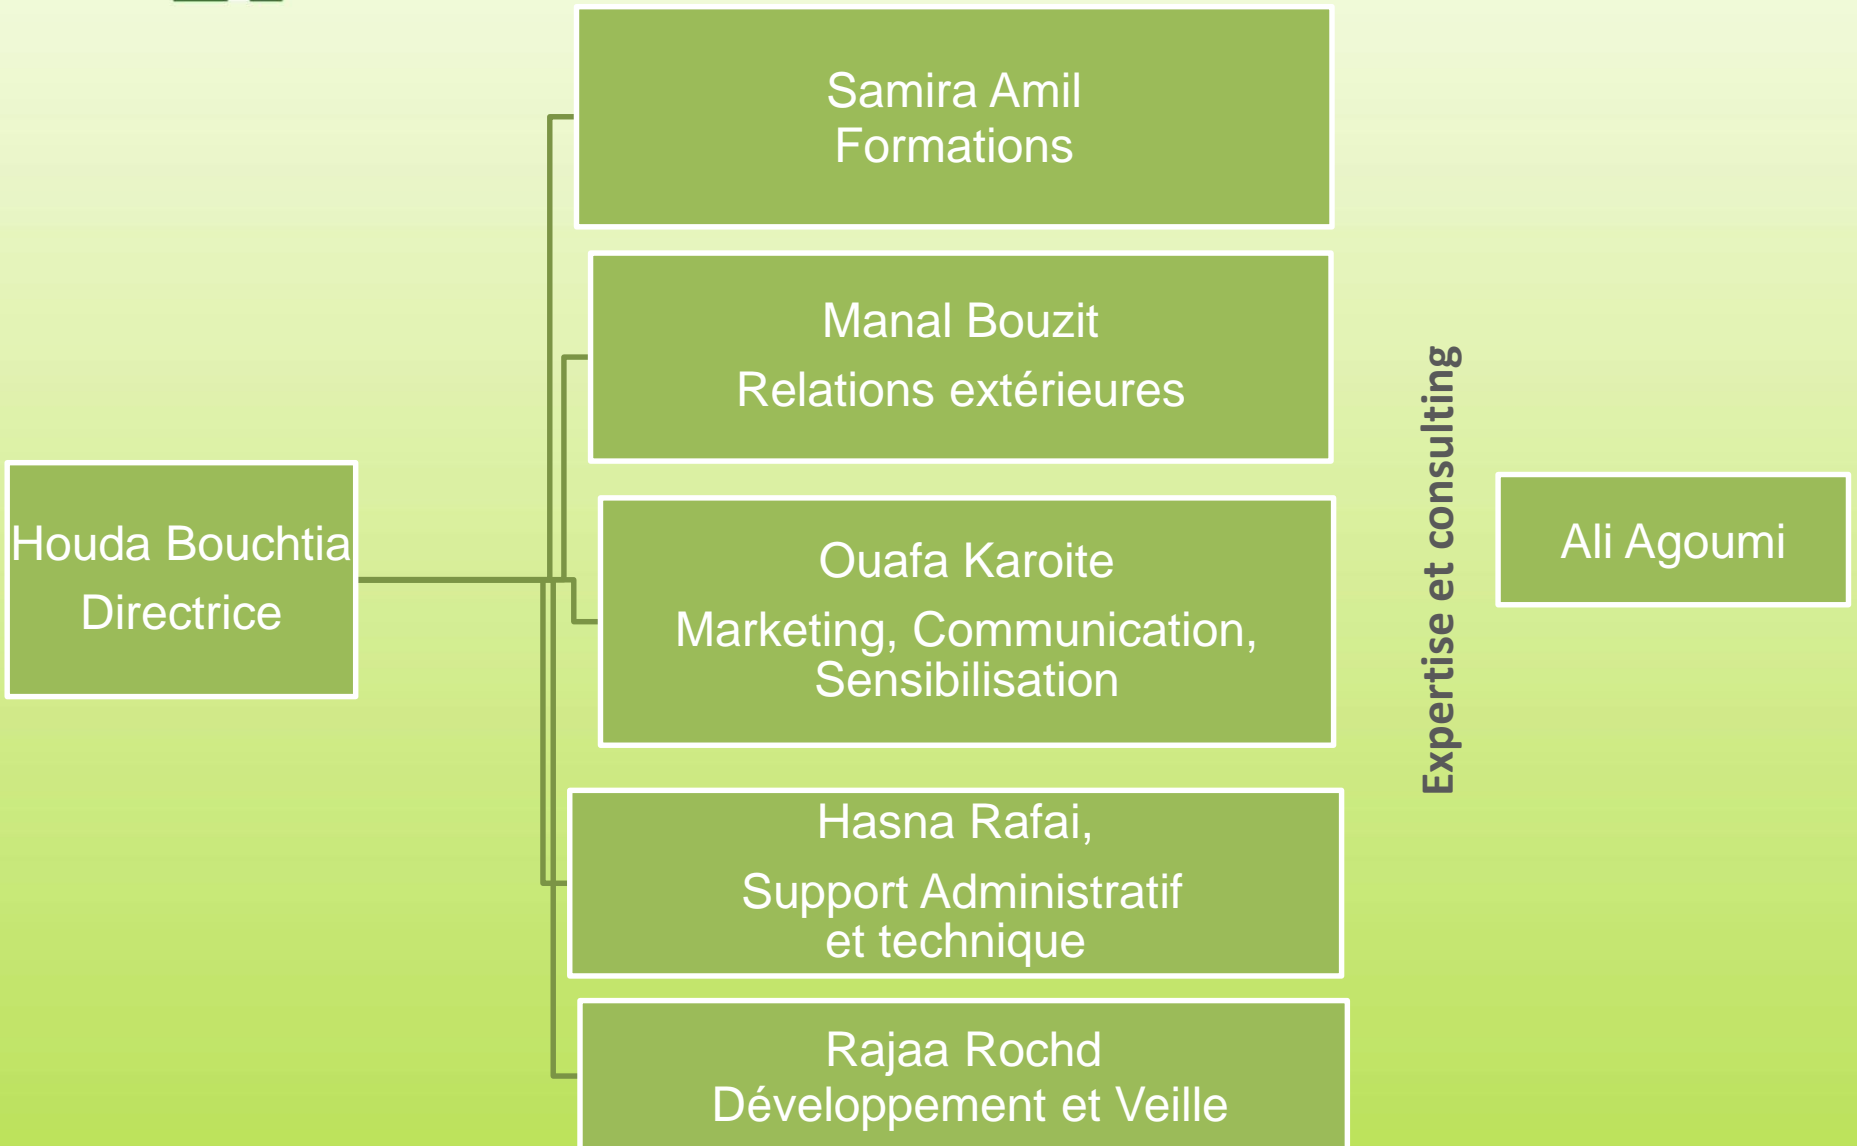 Samira Amil
Formations
Manal Bouzit
Relations extérieures
Houda Bouchtia
Directrice
Ouafa Karoite
Marketing, Communication,
Sensibilisation
Hasna Rafai,
Support Administratif
et technique
Rajaa Rochd
Développement et Veille
Expertise et consulting
Ali Agoumi